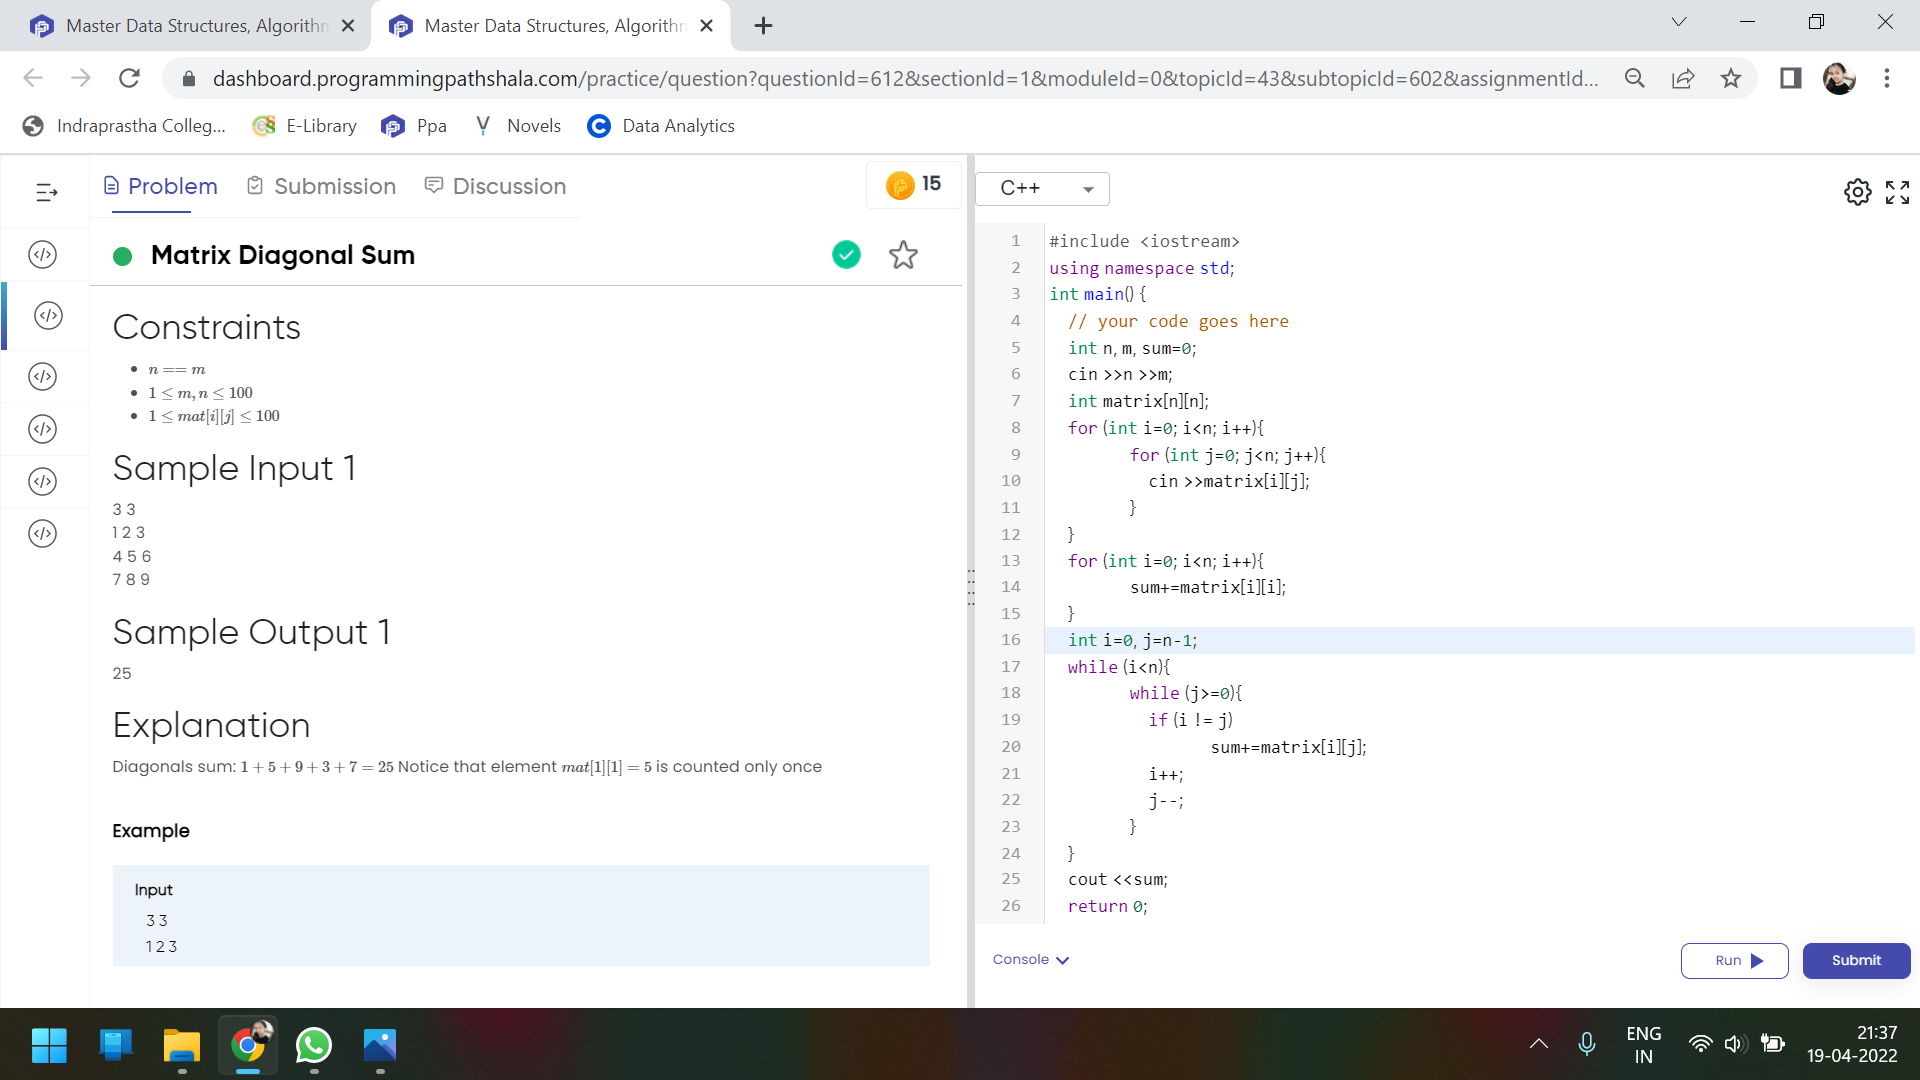 Master Data Structures, Algorithm
Master Data Structures, Algorithm
dashboard.programmingpathshala.com/practice/question?questionId=612&sectionId=1&moduleId=0&topicId=43&subtopicId=602&assignmentId...
Indraprastha Colleg...
E-Library
Ppa
Novels
Data Analytics
Problem
Submission
Discussion
15
Matrix Diagonal Sum
Constraints
• n == m
• 1 ≤ m, n ≤ 100
• 1 ≤ mat[i][j] ≤ 100
Sample Input 1
3 3
1 2 3
4 5 6
7 8 9
Sample Output 1
25
Explanation
Diagonals sum: 1 + 5 + 9 + 3 + 7 = 25 Notice that element mat[1][1] = 5 is counted only once
Example
Input
3 3
1 2 3
C++
1 #include <iostream>
2 using namespace std;
3 int main() {
4 // your code goes here
5 int n, m, sum=0;
6 cin >>n >>m;
7 int matrix[n][n];
8 for (int i=0; i<n; i++){
9 for (int j=0; j<n; j++){
10 cin >>matrix[i][j];
11 }
12 }
13 for (int i=0; i<n; i++){
14 sum+=matrix[i][i];
15 }
16 int i=0, j=n-1;
17 while (i<n){
18 while (j>=0){
19 if (i != j)
20 sum+=matrix[i][j];
21 i++;
22 j--;
23 }
24 }
25 cout <<sum;
26 return 0;
Console
Run
Submit
ENG
IN
21:37
19-04-2022